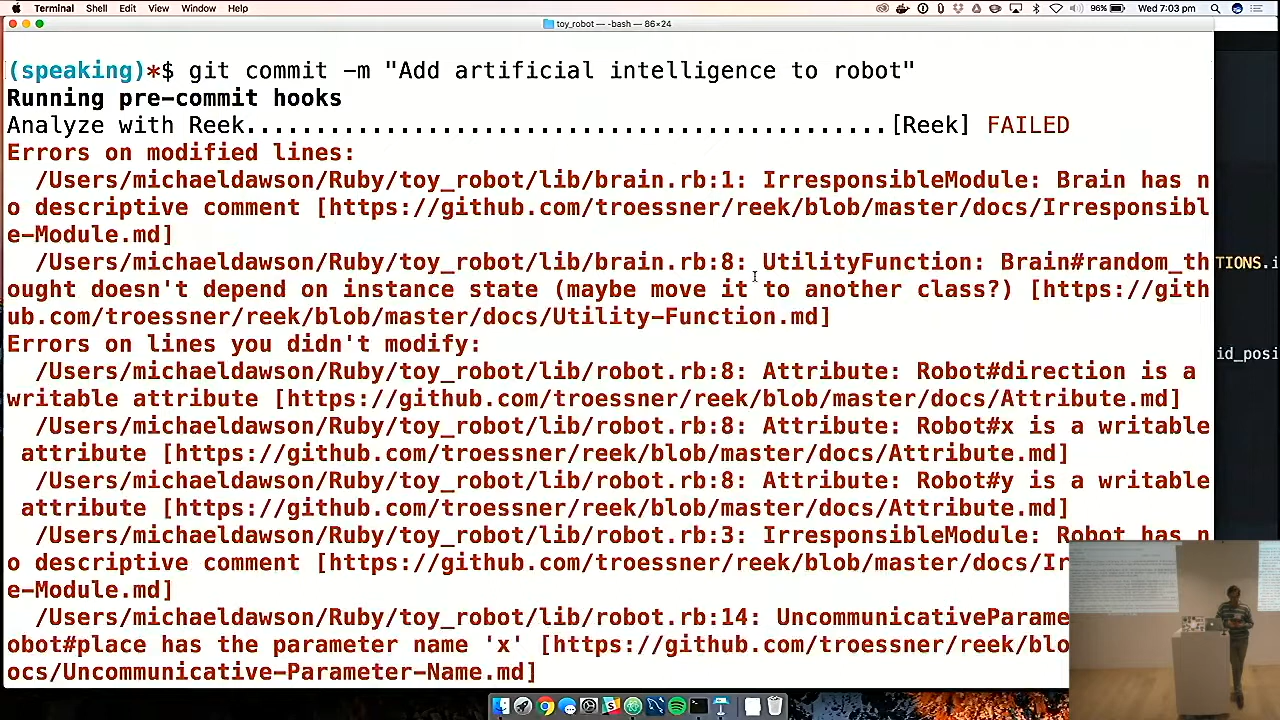 Terminal Shell Edit View Window Help 96% Wed 7:03 pm
toy_robot — -bash — 86×24
(speaking)*$ git commit -m "Add artificial intelligence to robot"
Running pre-commit hooks
Analyze with Reek..............................................[Reek] FAILED
Errors on modified lines:
/Users/michaeldawson/Ruby/toy_robot/lib/brain.rb:1: IrresponsibleModule: Brain has n
o descriptive comment [https://github.com/troessner/reek/blob/master/docs/Irresponsibl
e-Module.md]
/Users/michaeldawson/Ruby/toy_robot/lib/brain.rb:8: UtilityFunction: Brain#random_th
TIONS.i
ought doesn't depend on instance state (maybe move it to another class?) [https://gith
ub.com/troessner/reek/blob/master/docs/Utility-Function.md]
Errors on lines you didn't modify:
id_posi
/Users/michaeldawson/Ruby/toy_robot/lib/robot.rb:8: Attribute: Robot#direction is a
writable attribute [https://github.com/troessner/reek/blob/master/docs/Attribute.md]
/Users/michaeldawson/Ruby/toy_robot/lib/robot.rb:8: Attribute: Robot#x is a writable
attribute [https://github.com/troessner/reek/blob/master/docs/Attribute.md]
/Users/michaeldawson/Ruby/toy_robot/lib/robot.rb:8: Attribute: Robot#y is a writable
attribute [https://github.com/troessner/reek/blob/master/docs/Attribute.md]
/Users/michaeldawson/Ruby/toy_robot/lib/robot.rb:3: IrresponsibleModule: Robot has n
o descriptive comment [https://github.com/troessner/reek/blob/master/docs/Ir
e-Module.md]
/Users/michaeldawson/Ruby/toy_robot/lib/robot.rb:14: UncommunicativeParame
obot#place has the parameter name 'x' [https://github.com/troessner/reek/blo
ocs/Uncommunicative-Parameter-Name.md]